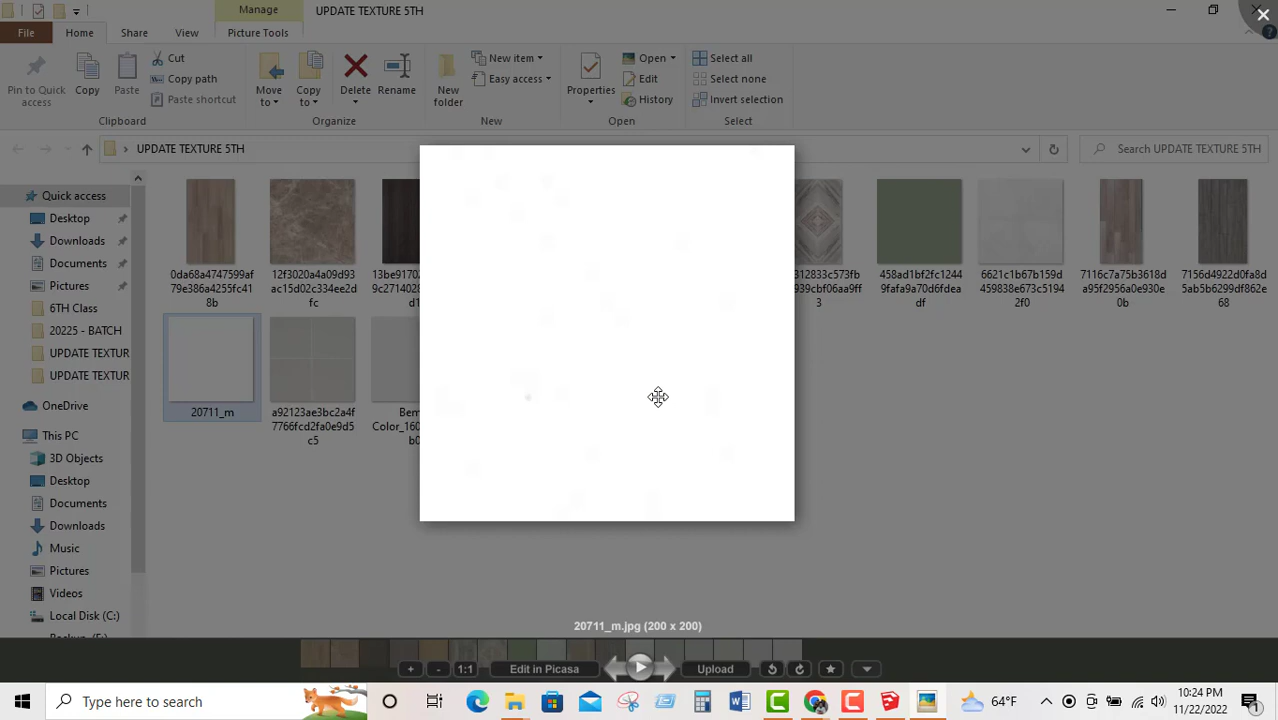 Manage
UPDATE TEXTURE 5TH
File
Home
Share
View
Picture Tools
Pin to Quick access
Copy
Paste
Cut
Copy path
Paste shortcut
Move to
Copy to
Delete
Rename
New folder
New item
Easy access
Properties
Open
Edit
History
Select all
Select none
Invert selection
Clipboard
Organize
New
Open
Select
UPDATE TEXTURE 5TH
Search UPDATE TEXTURE 5TH
Quick access
Desktop
Downloads
Documents
Pictures
6TH Class
20225 - BATCH
UPDATE TEXTUR
UPDATE TEXTUR
OneDrive
This PC
3D Objects
Desktop
Documents
Downloads
Music
Pictures
Videos
Local Disk (C:)
0da68a4747599af
79e386a4255fc41
8b
12f3020a4a09d93
ac15d02c334ee2d
fc
13be91702
9c2714028
d1
312833c573fb
939cbf06aa9ff
3
458ad1bf2fc1244
9fafa9a70d6fdea
df
6621c1b67b159d
459838e673c5194
2f0
7116c7a75b3618d
a95f2956a0e930e
0b
7156d4922d0fa8d
5ab5b6299df862e
68
20711_m
a92123ae3bc2a4f
7766fcd2fa0e9d5
c5
Bem
Color_160
b0
20711_m.jpg (200 x 200)
+
-
1:1
Edit in Picasa
Upload
Type here to search
64°F
10:24 PM
11/22/2022
1